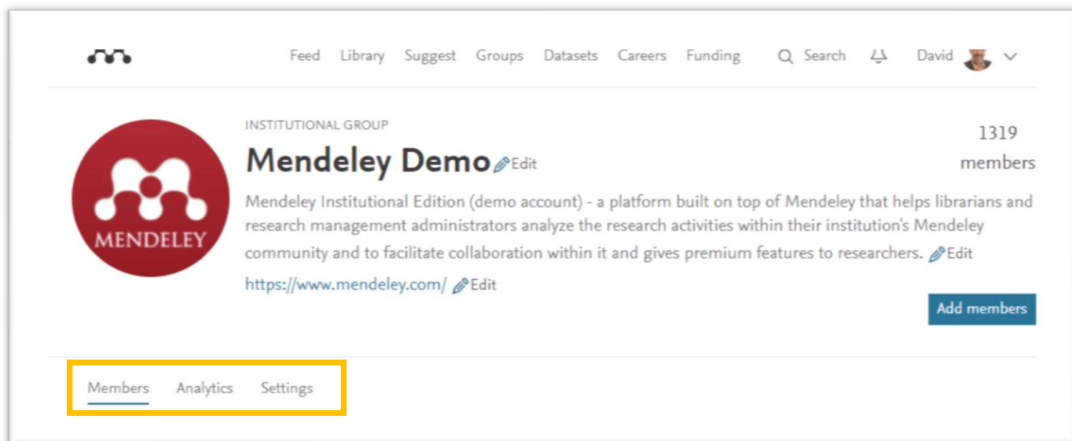 Feed Library Suggest Groups Datasets Careers Funding Search David
INSTITUTIONAL GROUP
Mendeley Demo Edit
1319
members
Mendeley Institutional Edition (demo account) - a platform built on top of Mendeley that helps librarians and
research management administrators analyze the research activities within their institution's Mendeley
community and to facilitate collaboration within it and gives premium features to researchers. Edit
https://www.mendeley.com/ Edit
MENDELEY
Add members
Members Analytics Settings